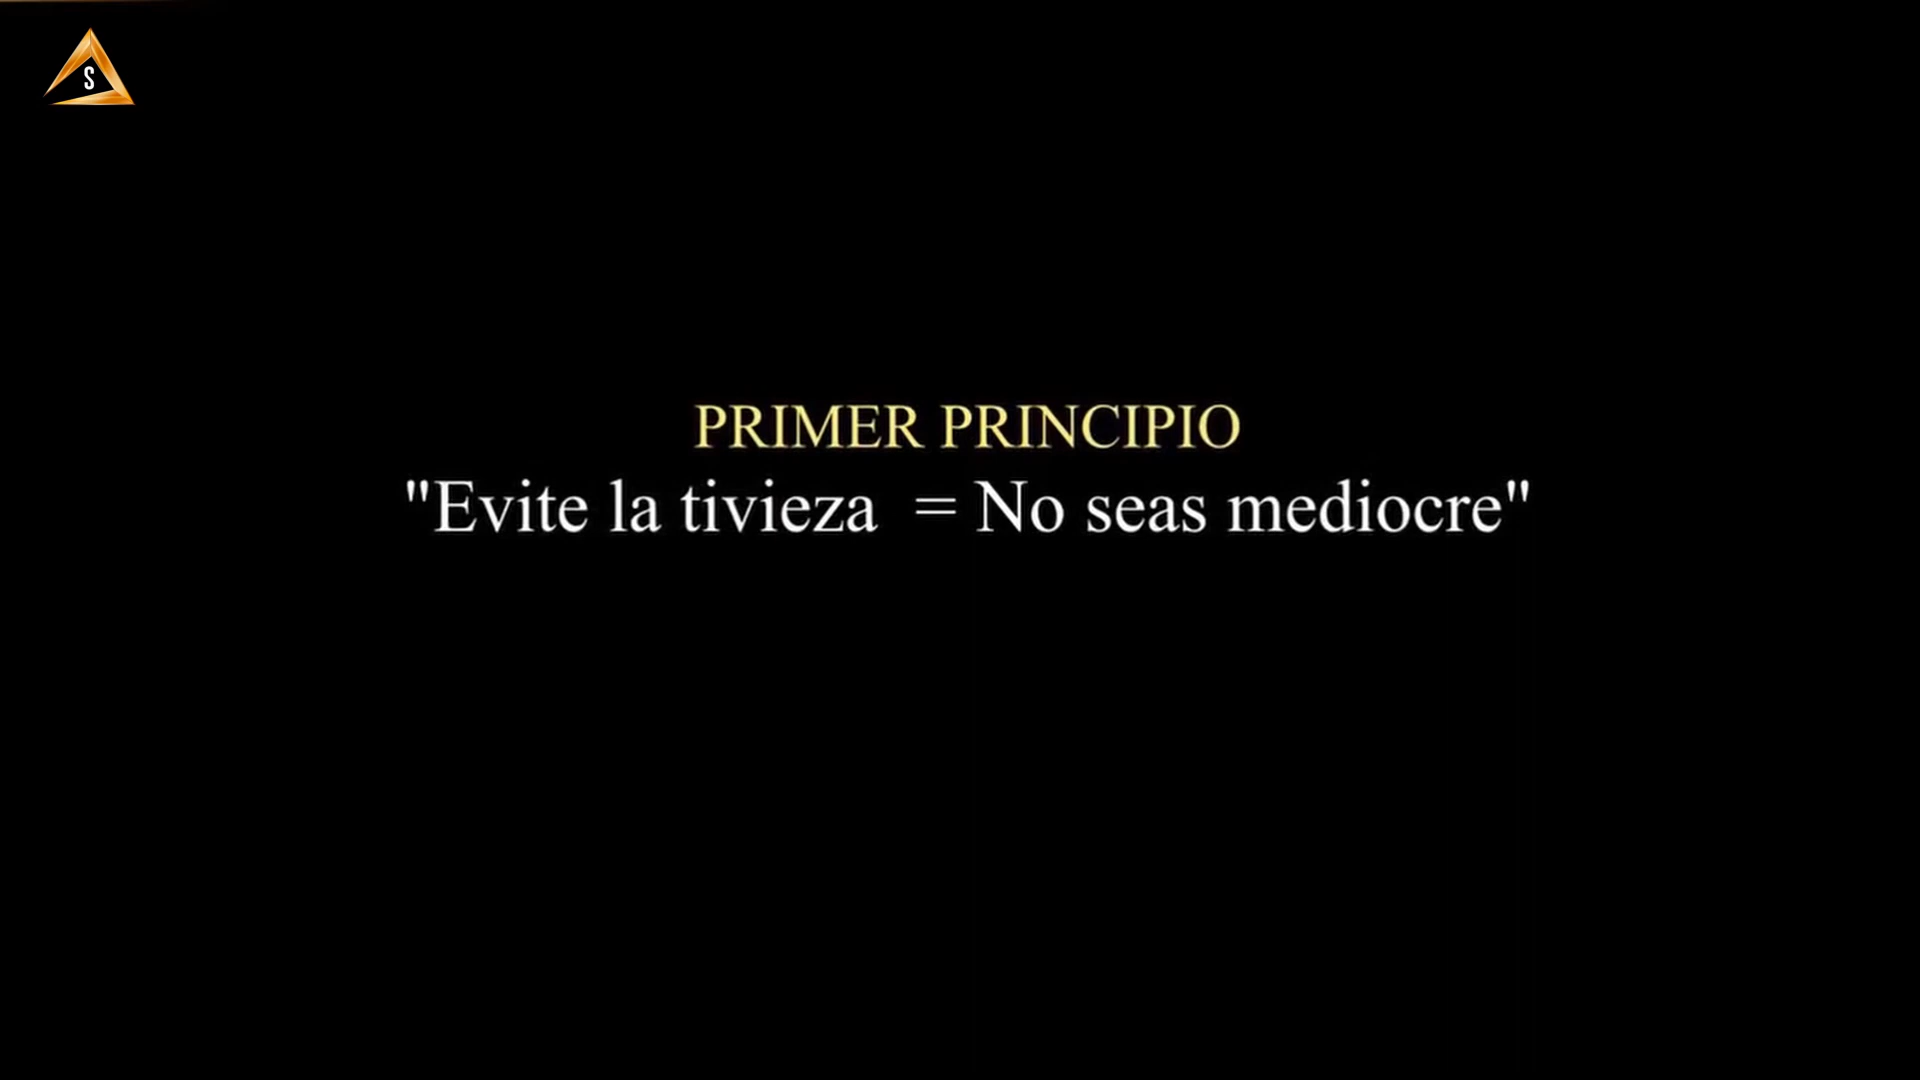 S
PRIMER PRINCIPIO
"Evite la tivieza = No seas mediocre"